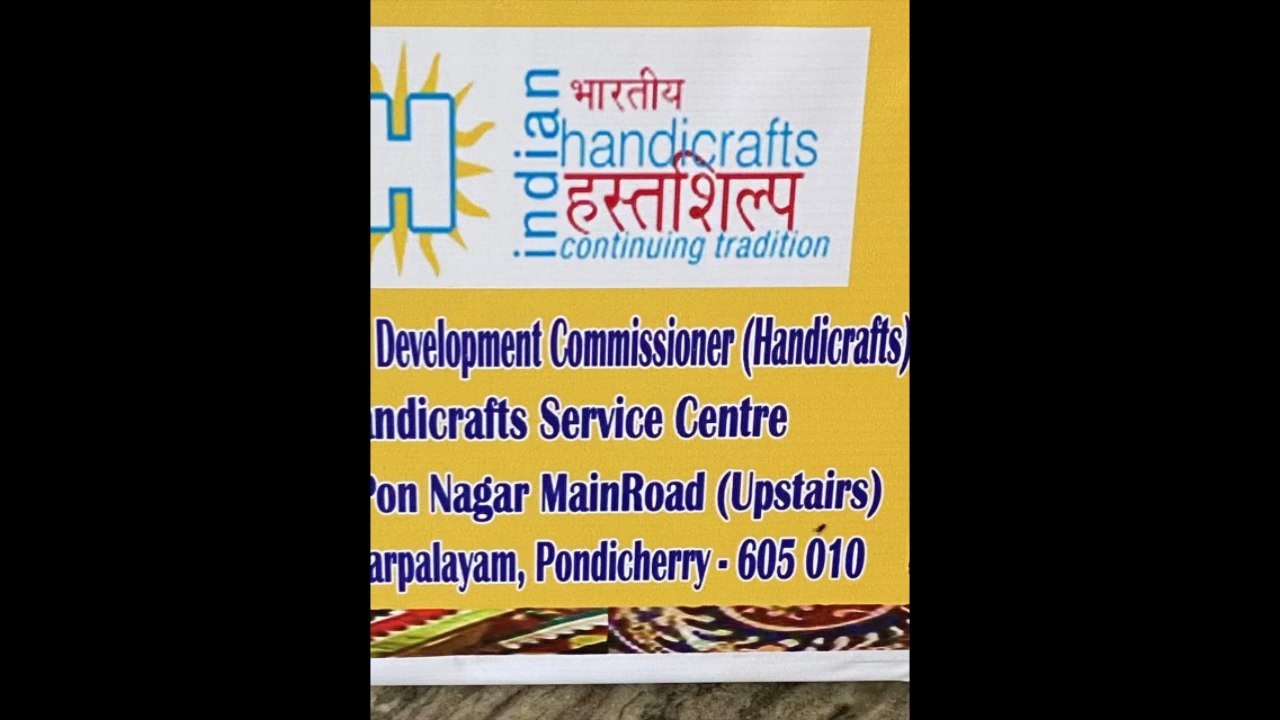 H
indian
भारतीय
handicrafts
हस्तशिल्प
continuing tradition
Development Commissioner (Handicrafts)
andicrafts Service Centre
Pon Nagar MainRoad (Upstairs)
arpalayam, Pondicherry - 605 010